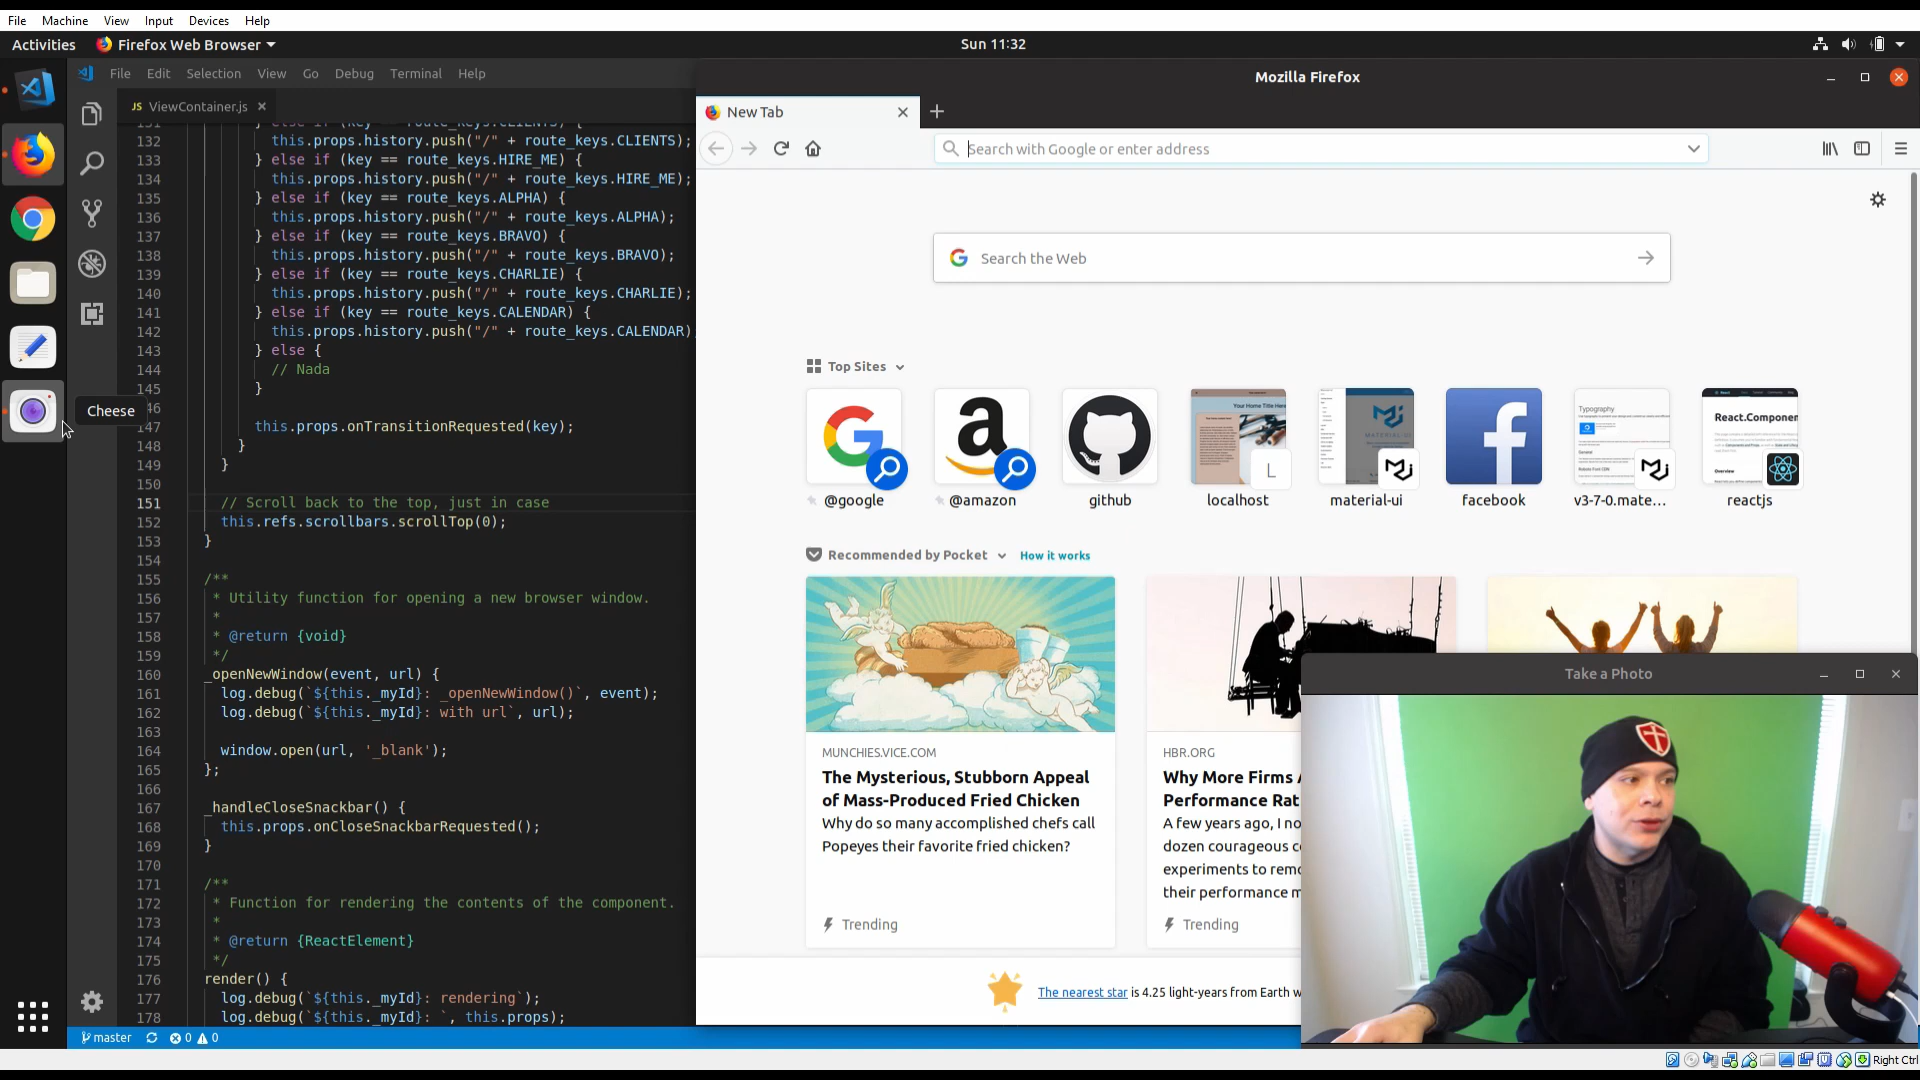 File Machine View Input Devices Help
Activities Firefox Web Browser Sun 11:32
File Edit Selection View Go Debug Terminal Help
JS ViewContainer.js
132 this.props.history.push("/" + route_keys.CLIENTS);
133 } else if (key == route_keys.HIRE_ME) {
134 this.props.history.push("/" + route_keys.HIRE_ME);
135 } else if (key == route_keys.ALPHA) {
136 this.props.history.push("/" + route_keys.ALPHA);
137 } else if (key == route_keys.BRAVO) {
138 this.props.history.push("/" + route_keys.BRAVO);
139 } else if (key == route_keys.CHARLIE) {
140 this.props.history.push("/" + route_keys.CHARLIE);
141 } else if (key == route_keys.CALENDAR) {
142 this.props.history.push("/" + route_keys.CALENDAR)
143 } else {
144 // Nada
145 }
Cheese 46
147 this.props.onTransitionRequested(key);
148 }
149 }
150
151 // Scroll back to the top, just in case
152 this.refs.scrollbars.scrollTop(0);
153 }
154
155 /**
156 * Utility function for opening a new browser window.
157 *
158 * @return {void}
159 */
160 _openNewWindow(event, url) {
161 log.debug(`${this._myId}: _openNewWindow()`, event);
162 log.debug(`${this._myId}: with url`, url);
163
164 window.open(url, '_blank');
165 };
166
167 _handleCloseSnackbar() {
168 this.props.onCloseSnackbarRequested();
169 }
170
171 /**
172 * Function for rendering the contents of the component.
173 *
174 * @return {ReactElement}
175 */
176 render() {
177 log.debug(`${this._myId}: rendering`);
178 log.debug(`${this._myId}: `, this.props);
master 0 0
Mozilla Firefox
New Tab
Search with Google or enter address
Search the Web
Top Sites
@google @amazon github localhost material-ui facebook v3-7-0.mate... reactjs
Your Home Title Here
L
MATERIAL-UI
Typography
General
React.Componen
Overview
Recommended by Pocket How it works
MUNCHIES.VICE.COM
The Mysterious, Stubborn Appeal
of Mass-Produced Fried Chicken
Why do so many accomplished chefs call
Popeyes their favorite fried chicken?
Trending
HBR.ORG
Why More Firms
Performance Rat
A few years ago, I no
dozen courageous c
experiments to remo
their performance m
Trending
The nearest star is 4.25 light-years from Earth w
Take a Photo
Right Ctrl